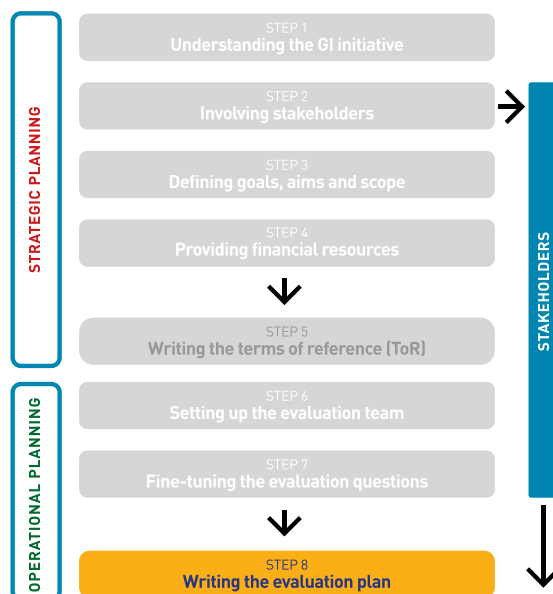 STRATEGIC PLANNING
STEP 1
Understanding the GI initiative
STEP 2
Involving stakeholders
STEP 3
Defining goals, aims and scope
STEP 4
Providing financial resources
STEP 5
Writing the terms of reference (ToR)
STAKEHOLDERS
OPERATIONAL PLANNING
STEP 6
Setting up the evaluation team
STEP 7
Fine-tuning the evaluation questions
STEP 8
Writing the evaluation plan